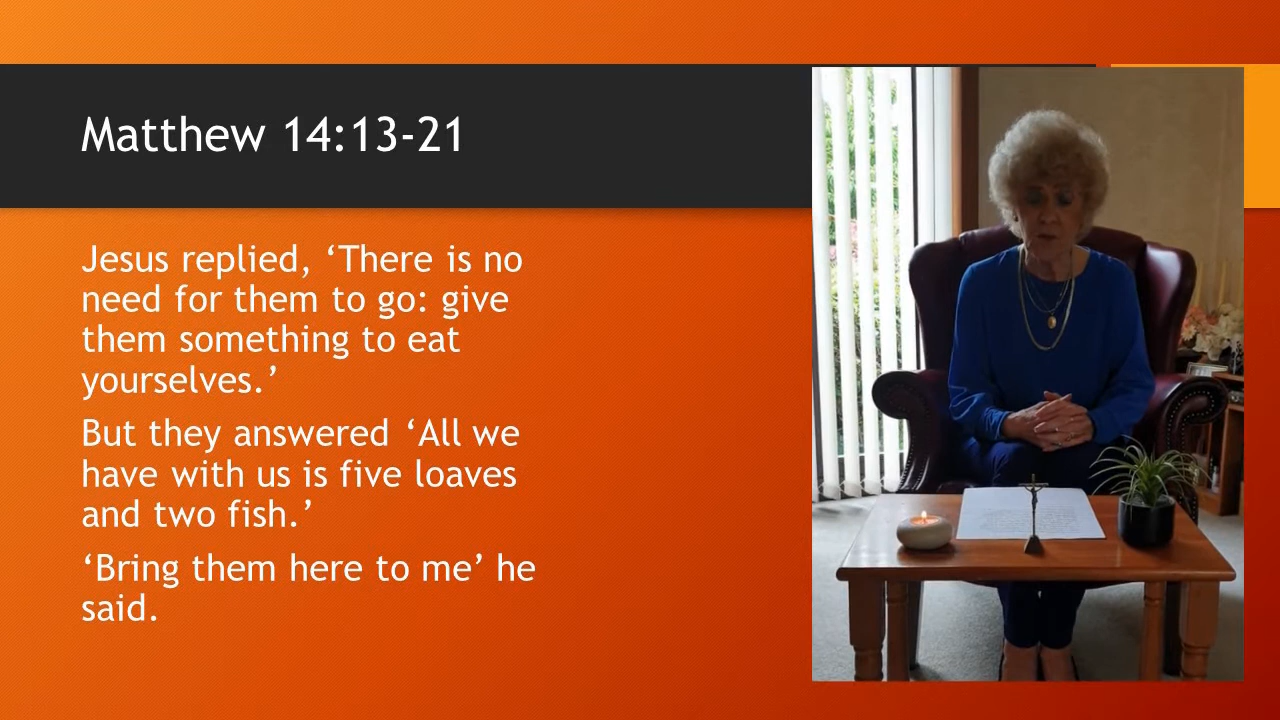 Matthew 14:13-21
Jesus replied, ‘There is no
need for them to go: give
them something to eat
yourselves.’
But they answered ‘All we
have with us is five loaves
and two fish.’
‘Bring them here to me’ he
said.